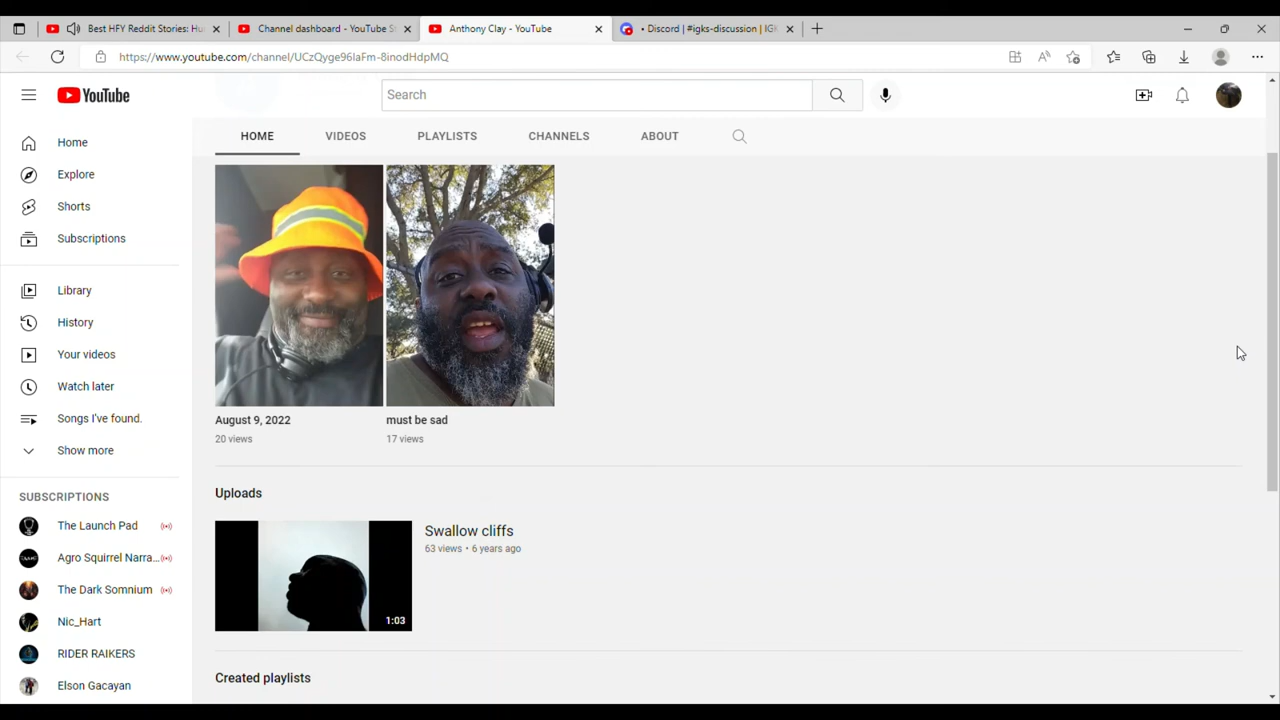 Best HFY Reddit Stories: Hu
Channel dashboard - YouTube S
Anthony Clay - YouTube
• Discord | #igks-discussion | IGK
https://www.youtube.com/channel/UCzQyge96IaFm-8inodHdpMQ
YouTube
Search
HOME
VIDEOS
PLAYLISTS
CHANNELS
ABOUT
Home
Explore
Shorts
Subscriptions
Library
History
Your videos
Watch later
Songs I've found.
Show more
SUBSCRIPTIONS
The Launch Pad
Agro Squirrel Narra...
The Dark Somnium
Nic_Hart
RIDER RAIKERS
Elson Gacayan
August 9, 2022
20 views
must be sad
17 views
Uploads
Swallow cliffs
63 views • 6 years ago
1:03
Created playlists